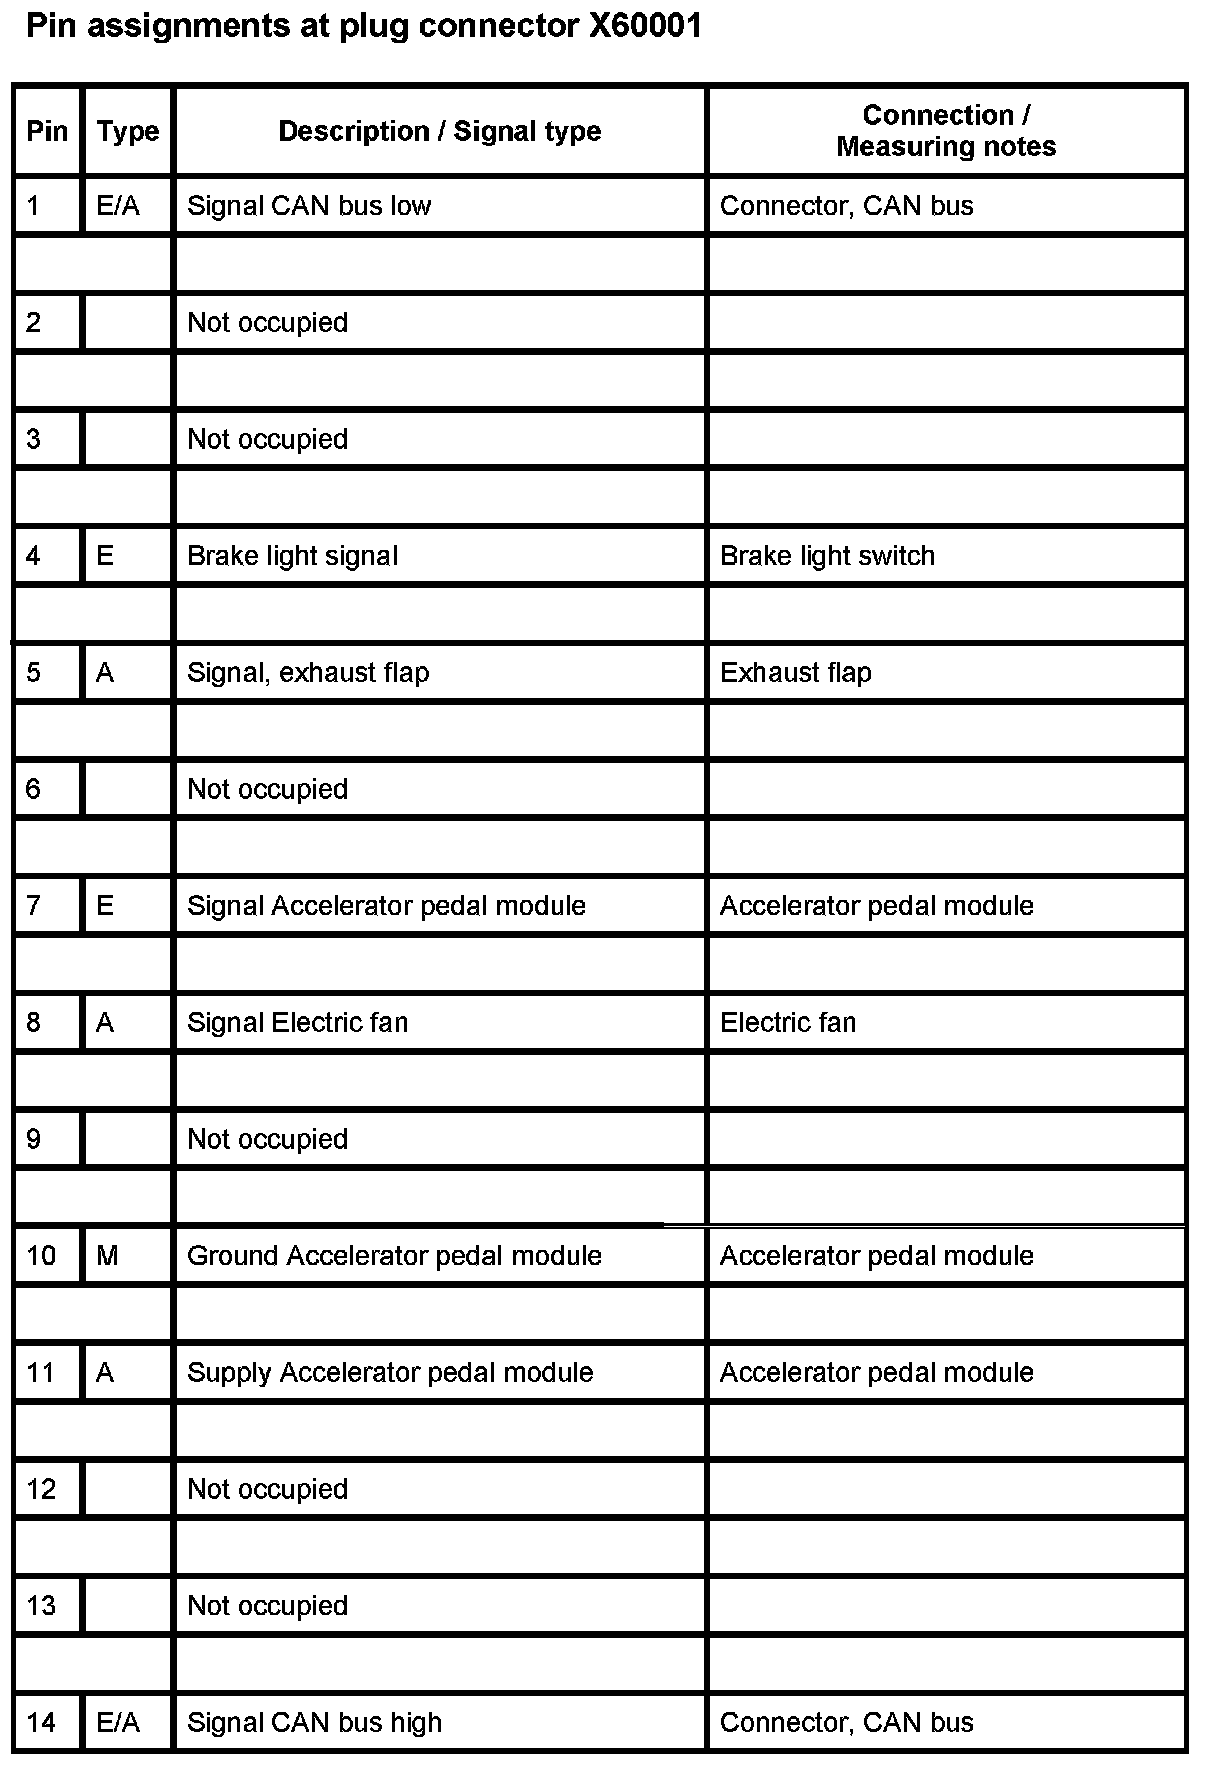 Pin assignments at plug connector X60001
Pin Type Description / Signal type Connection / Measuring notes
1 E/A Signal CAN bus low Connector, CAN bus
2 Not occupied
3 Not occupied
4 E Brake light signal Brake light switch
5 A Signal, exhaust flap Exhaust flap
6 Not occupied
7 E Signal Accelerator pedal module Accelerator pedal module
8 A Signal Electric fan Electric fan
9 Not occupied
10 M Ground Accelerator pedal module Accelerator pedal module
11 A Supply Accelerator pedal module Accelerator pedal module
12 Not occupied
13 Not occupied
14 E/A Signal CAN bus high Connector, CAN bus